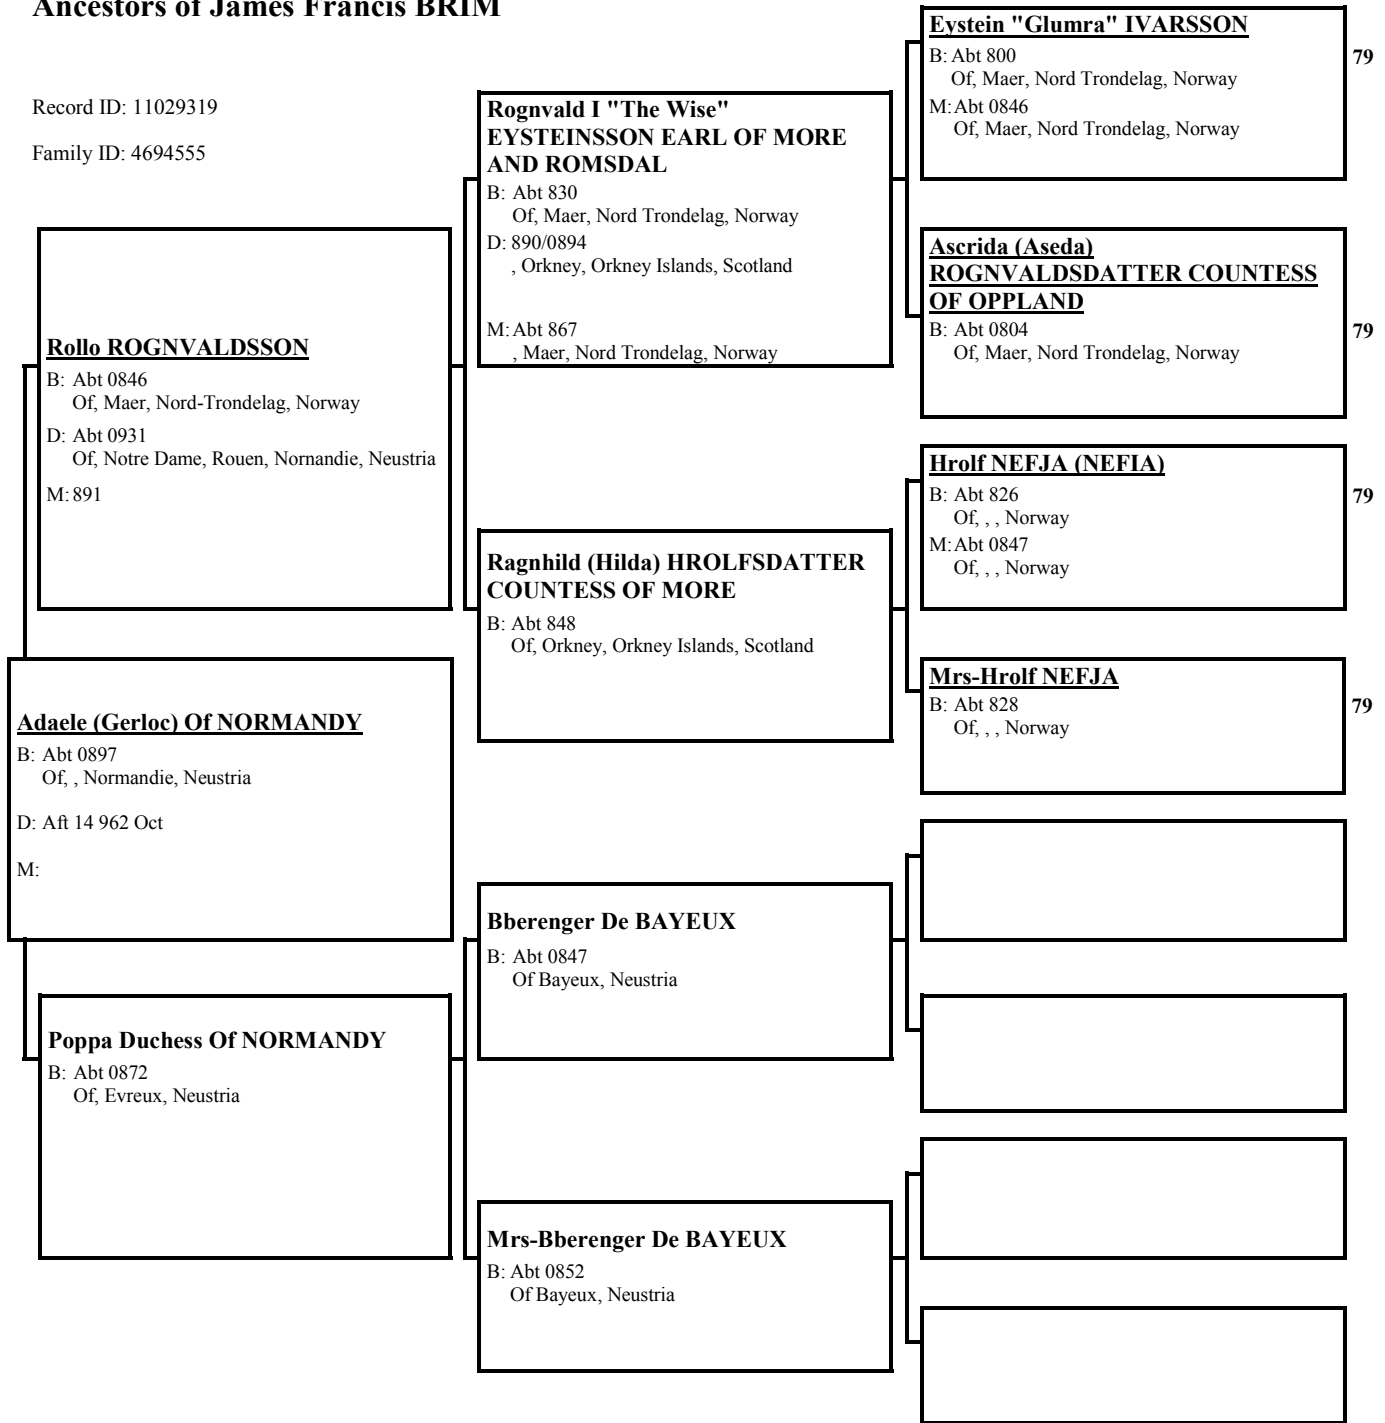 Ancestors of James Francis BRIM
Record ID: 11029319
Family ID: 4694555
Eystein "Glumra" IVARSSON
B: Abt 800
Of, Maer, Nord Trondelag, Norway
M: Abt 0846
Of, Maer, Nord Trondelag, Norway
79
Rognvald I "The Wise"
EYSTEINSSON EARL OF MORE
AND ROMSDAL
B: Abt 830
Of, Maer, Nord Trondelag, Norway
D: 890/0894
, Orkney, Orkney Islands, Scotland
M: Abt 867
, Maer, Nord Trondelag, Norway
Ascrida (Aseda)
ROGNVALDSDATTER COUNTESS
OF OPPLAND
B: Abt 0804
Of, Maer, Nord Trondelag, Norway
79
Rollo ROGNVALDSSON
B: Abt 0846
Of, Maer, Nord-Trondelag, Norway
D: Abt 0931
Of, Notre Dame, Rouen, Nornandie, Neustria
M: 891
Hrolf NEFJA (NEFIA)
B: Abt 826
Of, , , Norway
M: Abt 0847
Of, , , Norway
79
Ragnhild (Hilda) HROLFSDATTER
COUNTESS OF MORE
B: Abt 848
Of, Orkney, Orkney Islands, Scotland
Mrs-Hrolf NEFJA
B: Abt 828
Of, , , Norway
79
Adaele (Gerloc) Of NORMANDY
B: Abt 0897
Of, , Normandie, Neustria
D: Aft 14 962 Oct
M:
Bberenger De BAYEUX
B: Abt 0847
Of Bayeux, Neustria
Poppa Duchess Of NORMANDY
B: Abt 0872
Of, Evreux, Neustria
Mrs-Bberenger De BAYEUX
B: Abt 0852
Of Bayeux, Neustria